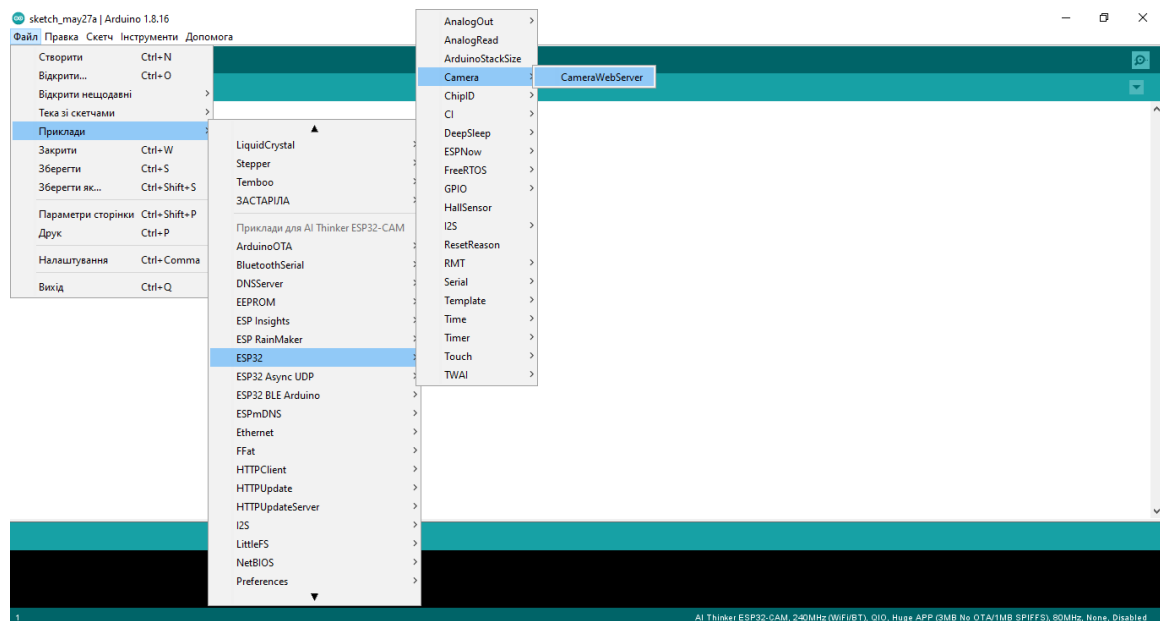 sketch_may27a | Arduino 1.8.16
Файл Правка Скетч Інструменти Допомога
Створити Ctrl+N
Відкрити... Ctrl+O
Відкрити нещодавні
Тека зі скетчами
Приклади
Закрити Ctrl+W
Зберегти Ctrl+S
Зберегти як... Ctrl+Shift+S
Параметри сторінки Ctrl+Shift+P
Друк Ctrl+P
Налаштування Ctrl+Comma
Вихід Ctrl+Q
LiquidCrystal
Stepper
Temboo
ЗАСТАРІЛА
Приклади для AI Thinker ESP32-CAM
ArduinoOTA
BluetoothSerial
DNSServer
EEPROM
ESP Insights
ESP RainMaker
ESP32
ESP32 Async UDP
ESP32 BLE Arduino
ESPmDNS
Ethernet
FFat
HTTPClient
HTTPUpdate
HTTPUpdateServer
I2S
LittleFS
NetBIOS
Preferences
AnalogOut
AnalogRead
ArduinoStackSize
Camera
ChipID
CI
DeepSleep
ESPNow
FreeRTOS
GPIO
HallSensor
I2S
ResetReason
RMT
Serial
Template
Time
Timer
Touch
TWAI
CameraWebServer
1
AI Thinker ESP32-CAM, 240MHz (WiFi/BT), QIO, Huge APP (3MB No OTA/1MB SPIFFS), 80MHz, None, Disabled